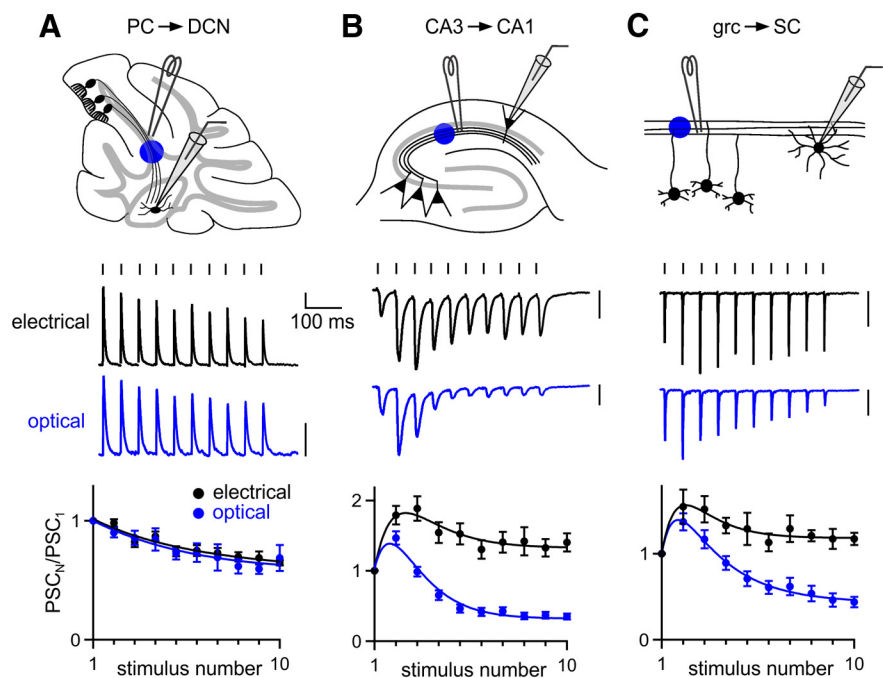 A PC → DCN
B CA3 → CA1
C grc → SC
electrical
100 ms
optical
electrical
optical
PSC_N/PSC_1
1
0
1 10
stimulus number
2
1
0
1 10
stimulus number
1
0
1 10
stimulus number